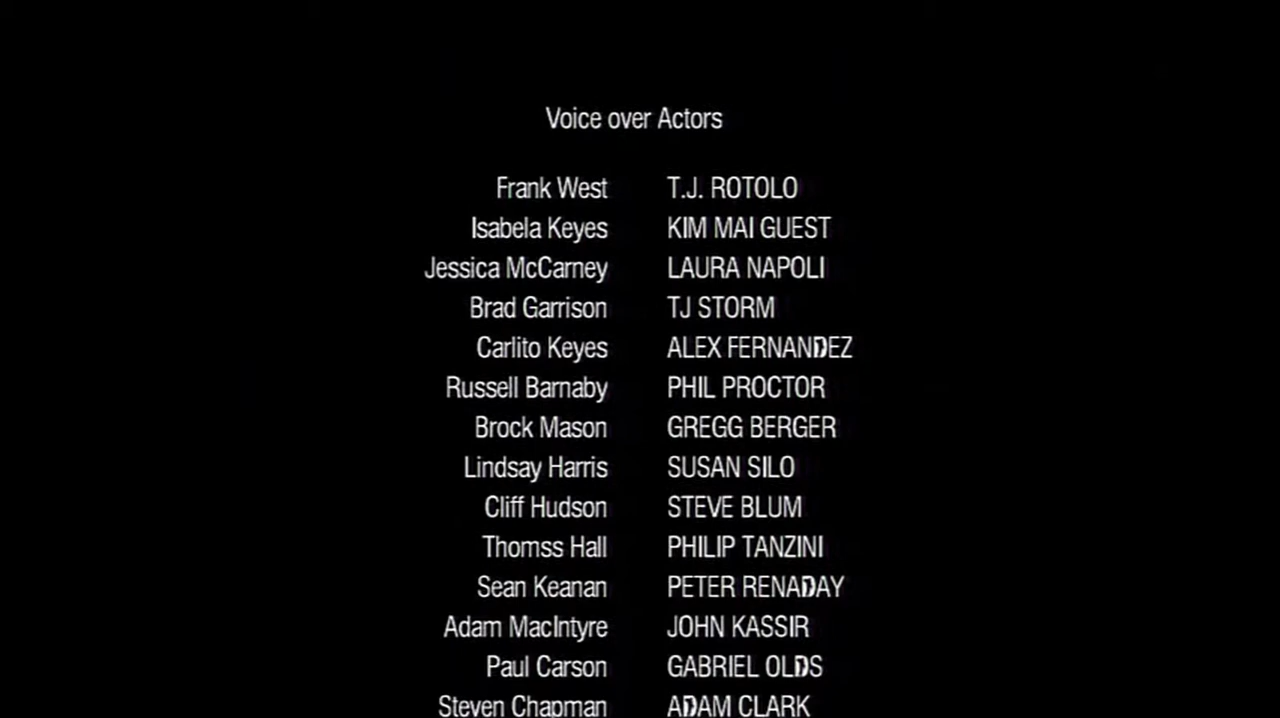 Voice over Actors
Frank West T.J. ROTOLO
Isabela Keyes KIM MAI GUEST
Jessica McCarney LAURA NAPOLI
Brad Garrison TJ STORM
Carlito Keyes ALEX FERNANDEZ
Russell Barnaby PHIL PROCTOR
Brock Mason GREGG BERGER
Lindsay Harris SUSAN SILO
Cliff Hudson STEVE BLUM
Thomss Hall PHILIP TANZINI
Sean Keanan PETER RENADAY
Adam MacIntyre JOHN KASSIR
Paul Carson GABRIEL OLDS
Steven Chapman ADAM CLARK